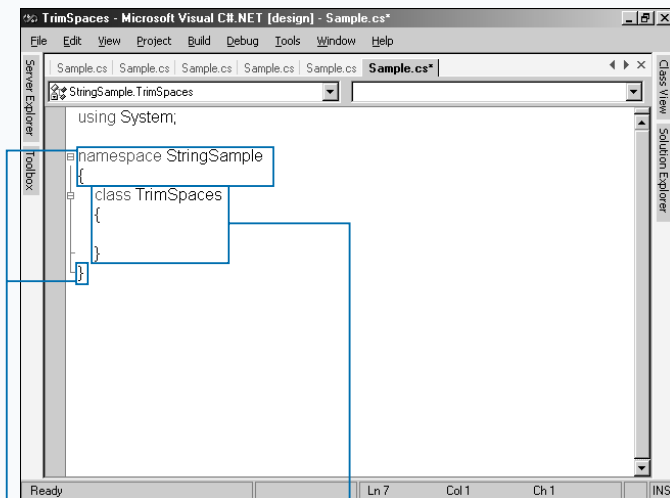 TrimSpaces - Microsoft Visual C#.NET [design] - Sample.cs*
File Edit View Project Build Debug Tools Window Help
Sample.cs Sample.cs Sample.cs Sample.cs Sample.cs Sample.cs*
StringSample.TrimSpaces
Server Explorer
Toolbox
Class View
Solution Explorer
using System;
namespace StringSample
{
class TrimSpaces
{
}
}
Ready Ln 7 Col 1 Ch 1 INS